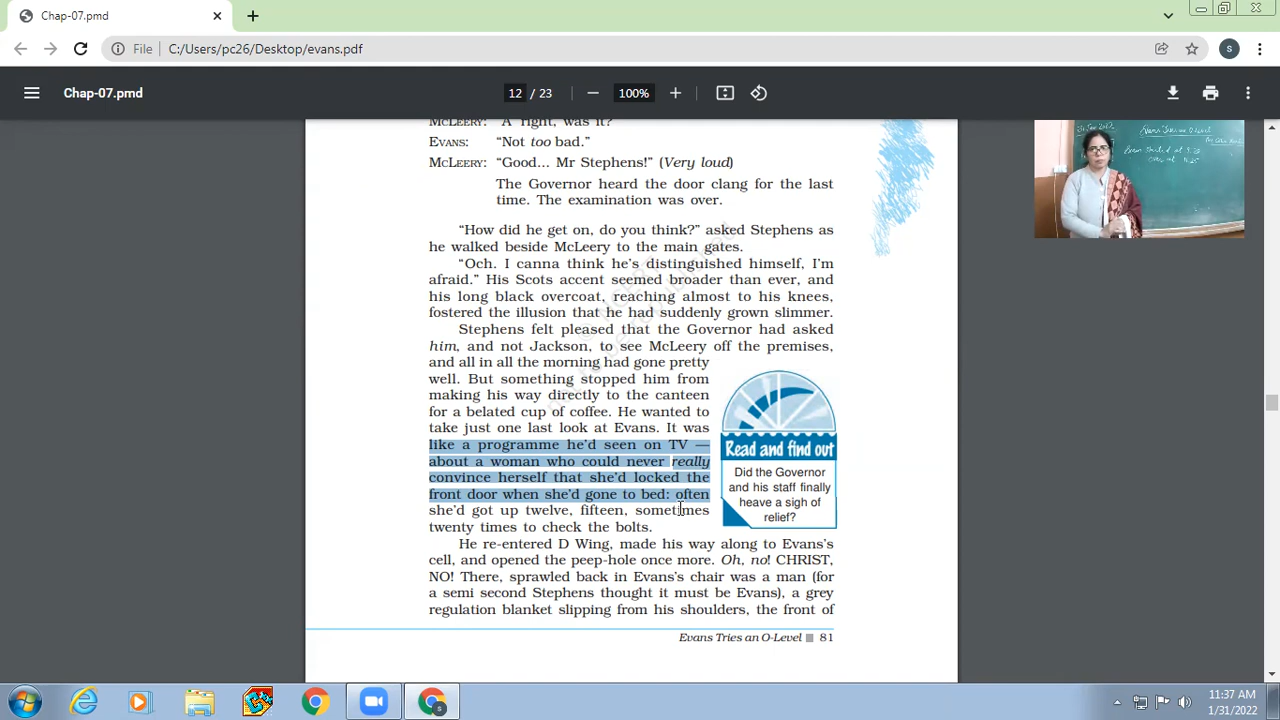 Chap-07.pmd
File
C:/Users/pc26/Desktop/evans.pdf
S
Chap-07.pmd
12 / 23
100%
MCLEERY: "A' right, was it?"
EVANS: "Not too bad."
MCLEERY: "Good... Mr Stephens!" (Very loud)
The Governor heard the door clang for the last
time. The examination was over.
"How did he get on, do you think?" asked Stephens as
he walked beside McLeery to the main gates.
"Och. I canna think he's distinguished himself, I'm
afraid." His Scots accent seemed broader than ever, and
his long black overcoat, reaching almost to his knees,
fostered the illusion that he had suddenly grown slimmer.
Stephens felt pleased that the Governor had asked
him, and not Jackson, to see McLeery off the premises,
and all in all the morning had gone pretty
well. But something stopped him from
making his way directly to the canteen
for a belated cup of coffee. He wanted to
take just one last look at Evans. It was
like a programme he'd seen on TV —
about a woman who could never really
convince herself that she'd locked the
front door when she'd gone to bed: often
she'd got up twelve, fifteen, sometimes
twenty times to check the bolts.
Read and find out
Did the Governor
and his staff finally
heave a sigh of
relief?
He re-entered D Wing, made his way along to Evans's
cell, and opened the peep-hole once more. Oh, no! CHRIST,
NO! There, sprawled back in Evans's chair was a man (for
a semi second Stephens thought it must be Evans), a grey
regulation blanket slipping from his shoulders, the front of
Evans Tries an O-Level 81
11:37 AM
1/31/2022